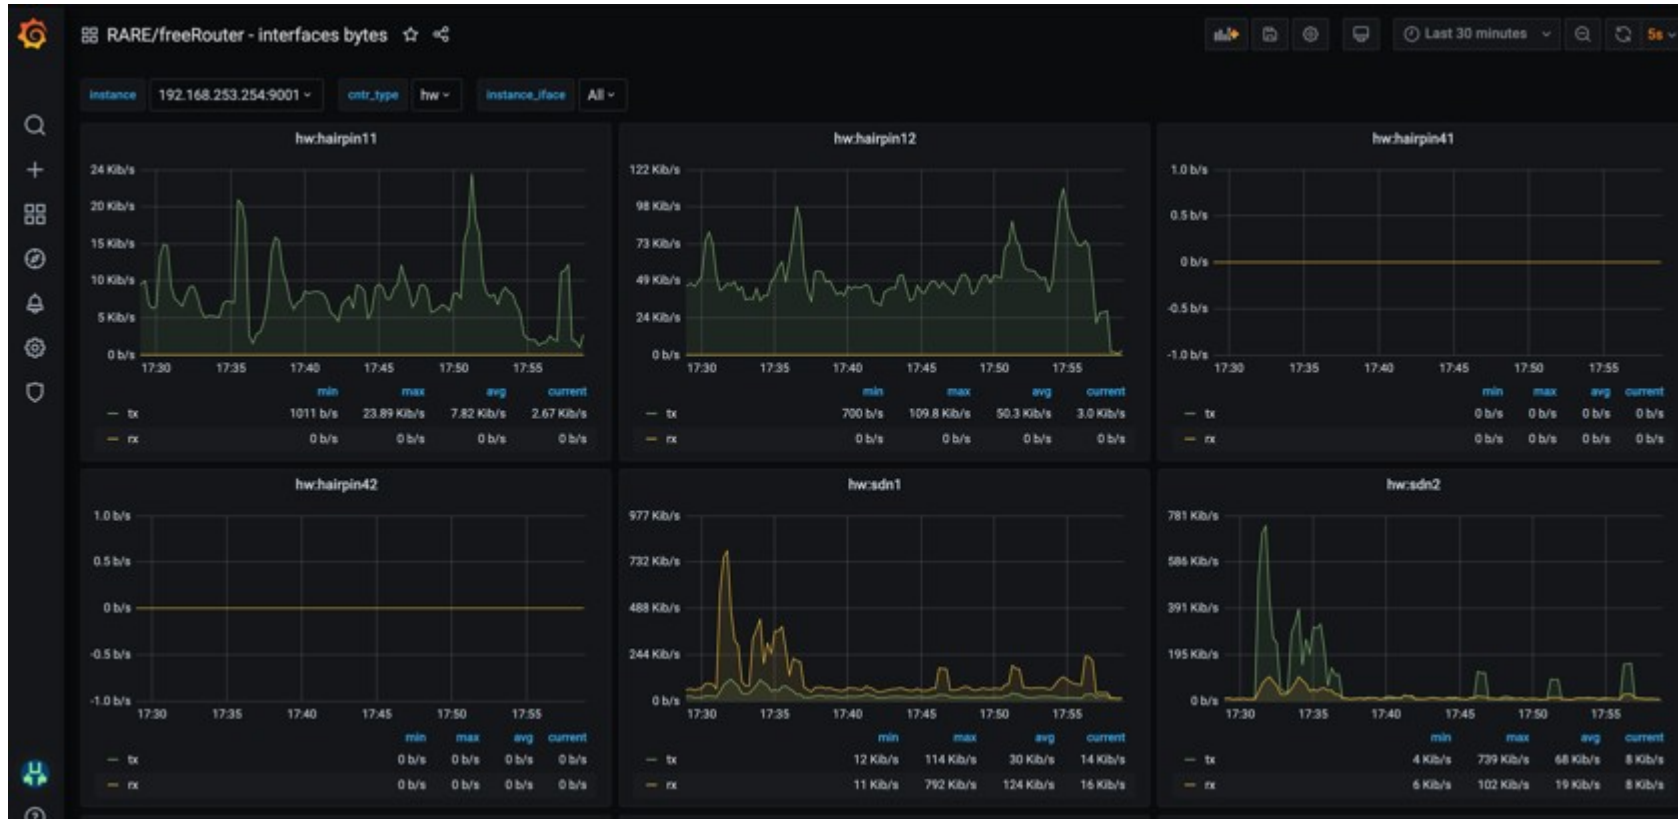 RARE/freeRouter - interfaces bytes
Last 30 minutes
5s
instance 192.168.253.254:9001 cntr_type hw instance_iface All
hw:hairpin11
24 Kib/s
20 Kib/s
15 Kib/s
10 Kib/s
5 Kib/s
0 b/s
17:30 17:35 17:40 17:45 17:50 17:55
min max avg current
tx 1011 b/s 23.89 Kib/s 7.82 Kib/s 2.67 Kib/s
rx 0 b/s 0 b/s 0 b/s 0 b/s
hw:hairpin12
122 Kib/s
98 Kib/s
73 Kib/s
49 Kib/s
24 Kib/s
0 b/s
17:30 17:35 17:40 17:45 17:50 17:55
min max avg current
tx 700 b/s 109.8 Kib/s 50.3 Kib/s 3.0 Kib/s
rx 0 b/s 0 b/s 0 b/s 0 b/s
hw:hairpin41
1.0 b/s
0.5 b/s
0 b/s
-0.5 b/s
-1.0 b/s
17:30 17:35 17:40 17:45 17:50 17:55
min max avg current
tx 0 b/s 0 b/s 0 b/s 0 b/s
rx 0 b/s 0 b/s 0 b/s 0 b/s
hw:hairpin42
1.0 b/s
0.5 b/s
0 b/s
-0.5 b/s
-1.0 b/s
17:30 17:35 17:40 17:45 17:50 17:55
min max avg current
tx 0 b/s 0 b/s 0 b/s 0 b/s
rx 0 b/s 0 b/s 0 b/s 0 b/s
hw:sdn1
977 Kib/s
732 Kib/s
488 Kib/s
244 Kib/s
0 b/s
17:30 17:35 17:40 17:45 17:50 17:55
min max avg current
tx 12 Kib/s 114 Kib/s 30 Kib/s 14 Kib/s
rx 11 Kib/s 792 Kib/s 124 Kib/s 16 Kib/s
hw:sdn2
781 Kib/s
586 Kib/s
391 Kib/s
195 Kib/s
0 b/s
17:30 17:35 17:40 17:45 17:50 17:55
min max avg current
tx 4 Kib/s 739 Kib/s 68 Kib/s 8 Kib/s
rx 6 Kib/s 102 Kib/s 19 Kib/s 8 Kib/s